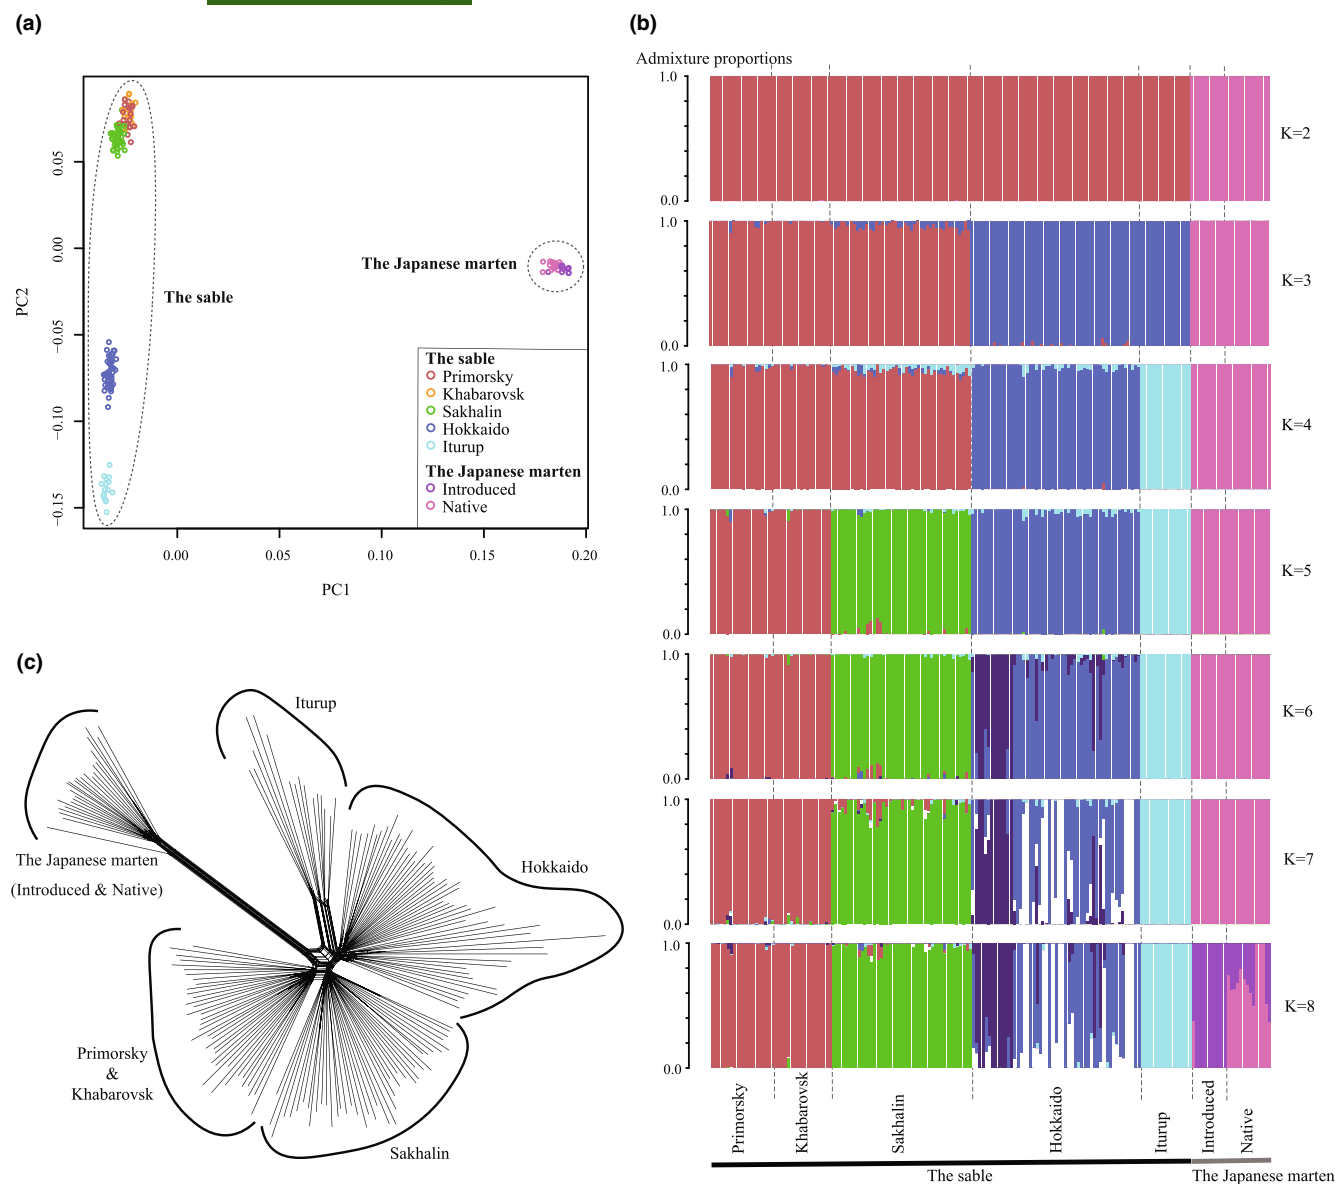 (a)
PC2
0.05
0.00
−0.05
−0.10
−0.15
The sable
The Japanese marten
The sable
Primorsky
Khabarovsk
Sakhalin
Hokkaido
Iturup
The Japanese marten
Introduced
Native
0.00 0.05 0.10 0.15 0.20
PC1
(b)
Admixture proportions
1.0
0.0
K=2
1.0
0.0
K=3
1.0
0.0
K=4
1.0
0.0
K=5
1.0
0.0
K=6
1.0
0.0
K=7
1.0
0.0
K=8
Primorsky
Khabarovsk
Sakhalin
Hokkaido
Iturup
Introduced
Native
The sable
The Japanese marten
(c)
Iturup
Hokkaido
The Japanese marten
(Introduced & Native)
Primorsky
&
Khabarovsk
Sakhalin